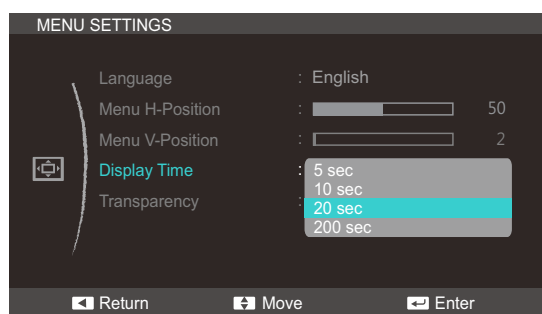 MENU SETTINGS
Language : English
Menu H-Position : 50
Menu V-Position : 2
Display Time : 5 sec
10 sec
Transparency : 20 sec
200 sec
Return Move Enter